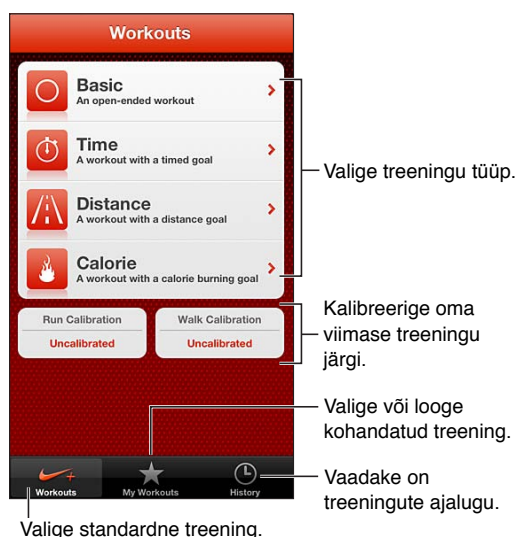 Workouts
Basic
An open-ended workout
Time
A workout with a timed goal
Distance
A workout with a distance goal
Calorie
A workout with a calorie burning goal
Valige treeningu tüüp.
Run Calibration
Uncalibrated
Walk Calibration
Uncalibrated
Kalibreerige oma
viimase treeningu
järgi.
Valige või looge
kohandatud treening.
Workouts
My Workouts
History
Vaadake on
treeningute ajalugu.
Valige standardne treening.